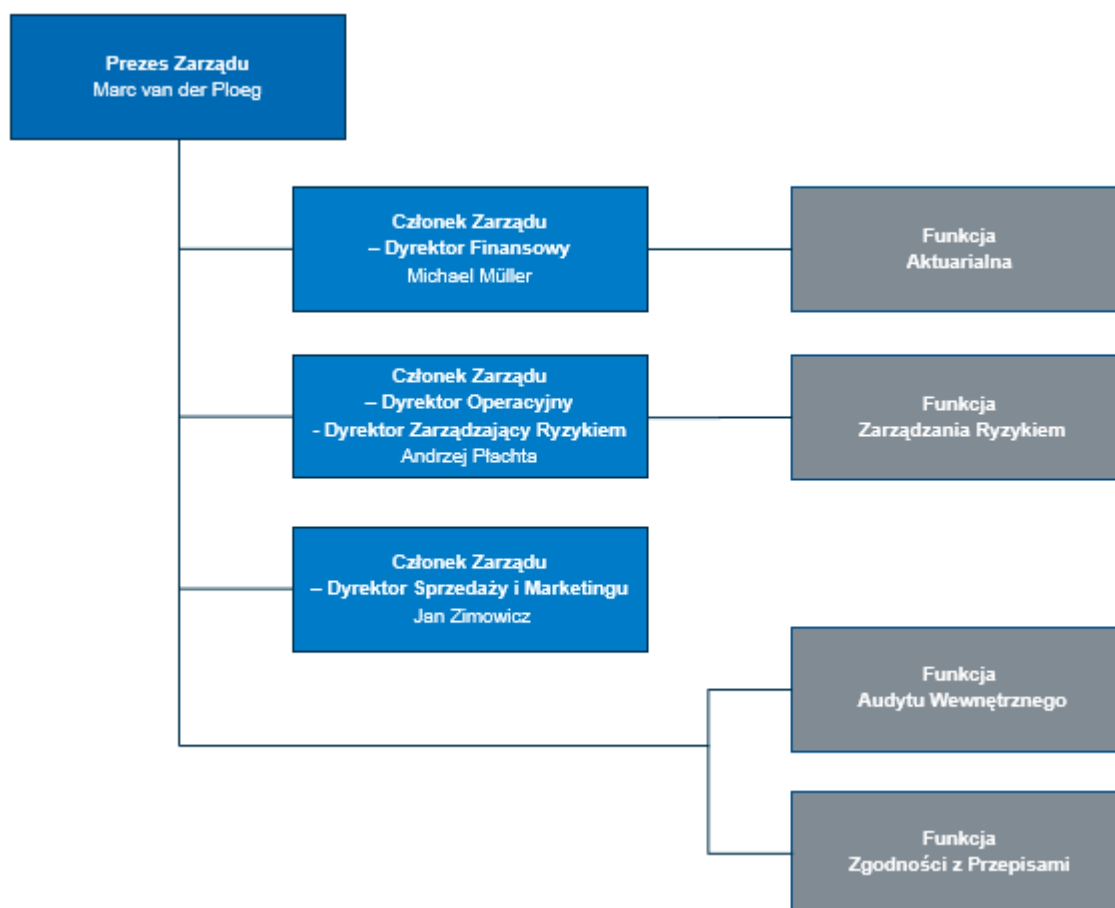 Prezes Zarządu
Marc van der Ploeg
Członek Zarządu
– Dyrektor Finansowy
Michael Müller
Funkcja
Aktuarialna
Członek Zarządu
– Dyrektor Operacyjny
- Dyrektor Zarządzający Ryzykiem
Andrzej Płachta
Funkcja
Zarządzania Ryzykiem
Członek Zarządu
– Dyrektor Sprzedaży i Marketingu
Jan Zimowicz
Funkcja
Audytu Wewnętrznego
Funkcja
Zgodności z Przepisami